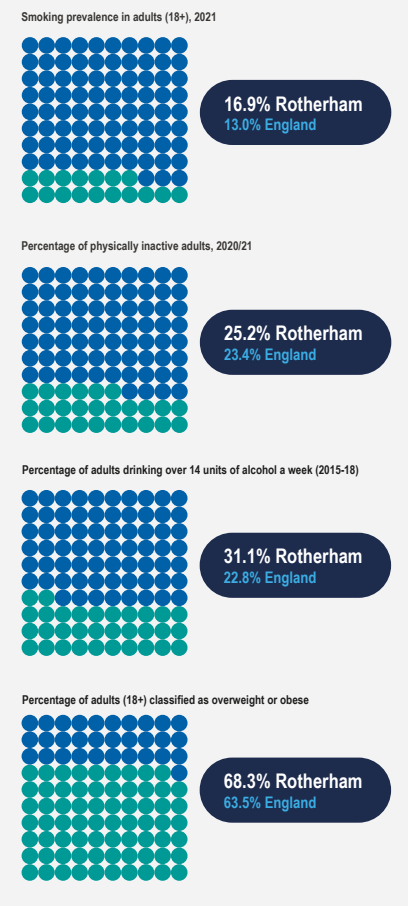 Smoking prevalence in adults (18+), 2021
16.9% Rotherham
13.0% England
Percentage of physically inactive adults, 2020/21
25.2% Rotherham
23.4% England
Percentage of adults drinking over 14 units of alcohol a week (2015-18)
31.1% Rotherham
22.8% England
Percentage of adults (18+) classified as overweight or obese
68.3% Rotherham
63.5% England